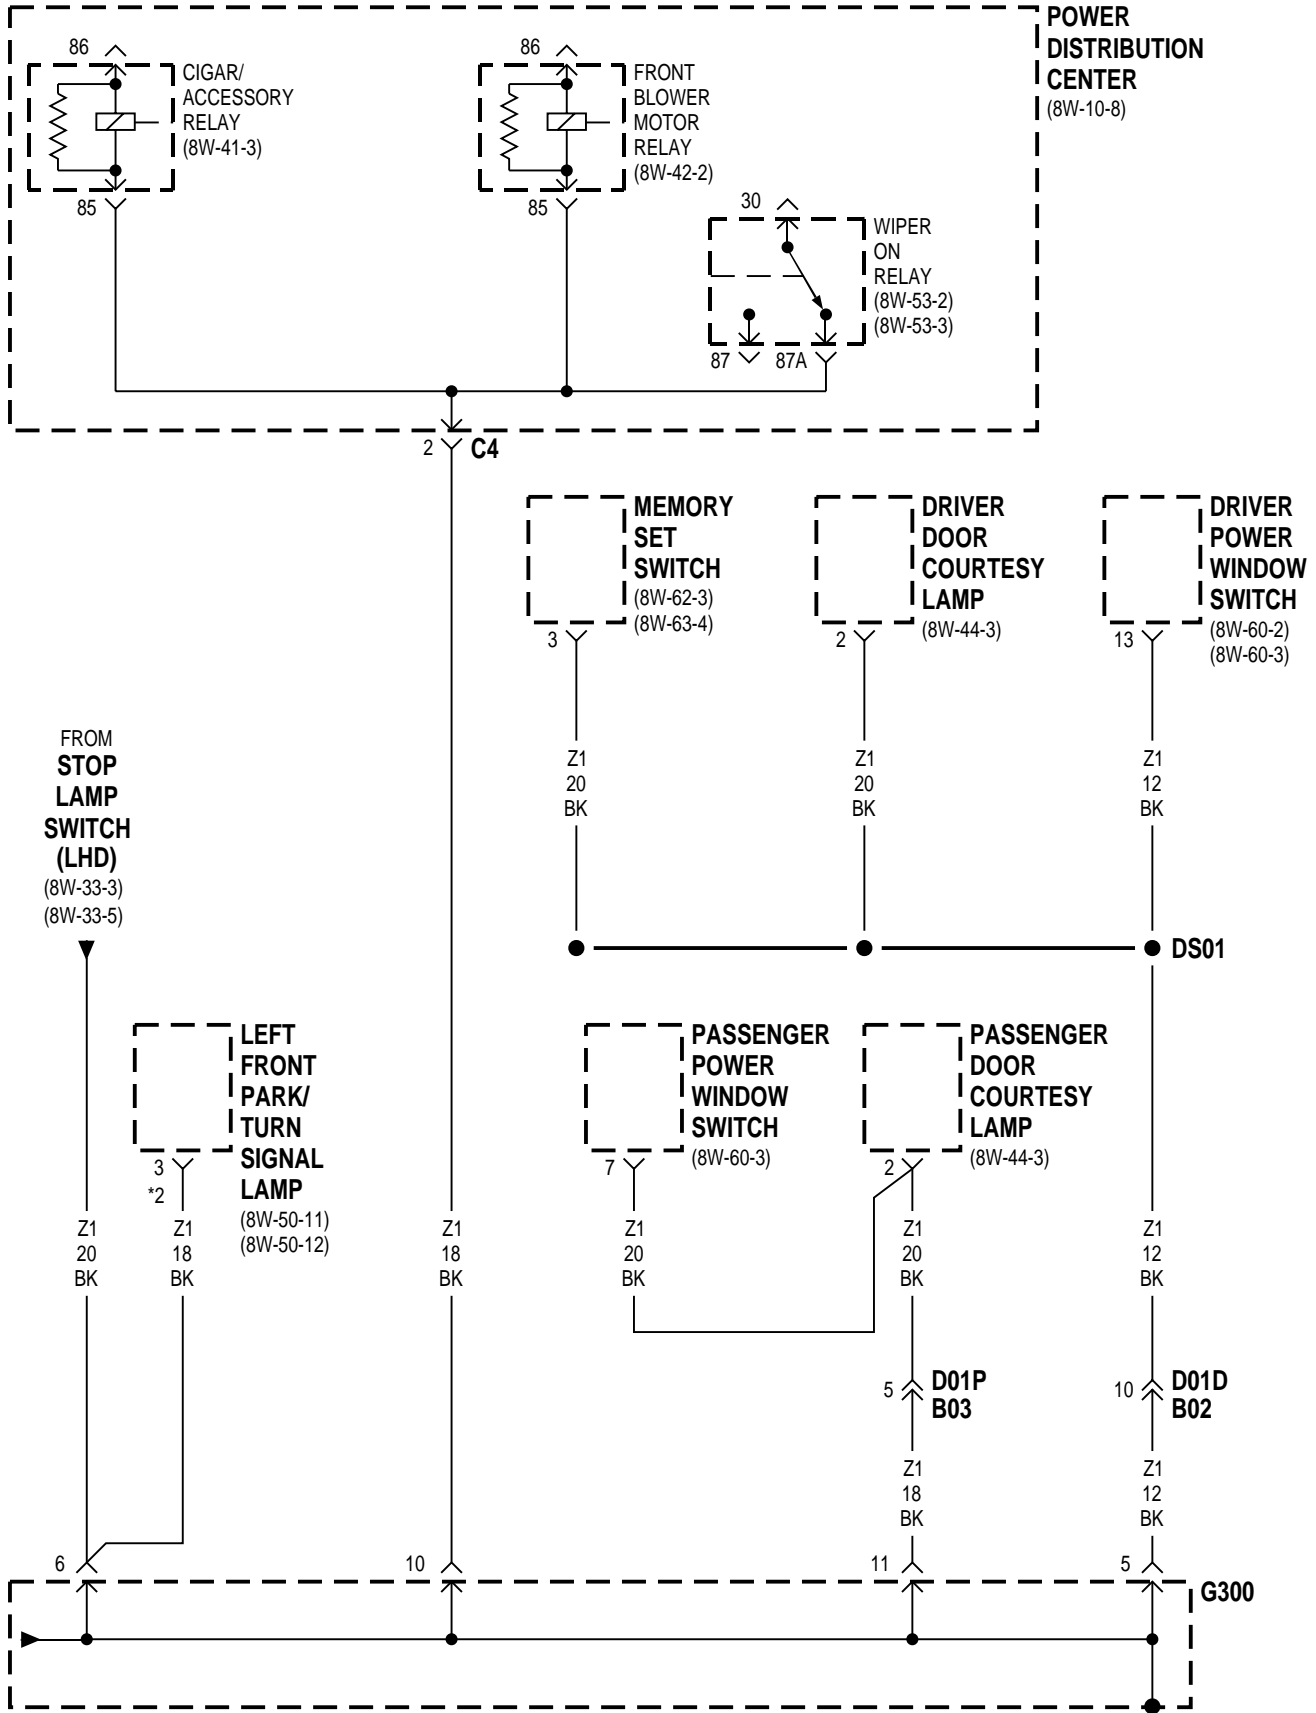 POWER
DISTRIBUTION
CENTER
(8W-10-8)
86
CIGAR/
ACCESSORY
RELAY
(8W-41-3)
85
86
FRONT
BLOWER
MOTOR
RELAY
(8W-42-2)
85
30
WIPER
ON
RELAY
(8W-53-2)
(8W-53-3)
87
87A
2
C4
MEMORY
SET
SWITCH
(8W-62-3)
(8W-63-4)
3
DRIVER
DOOR
COURTESY
LAMP
(8W-44-3)
2
DRIVER
POWER
WINDOW
SWITCH
(8W-60-2)
(8W-60-3)
13
Z1
20
BK
Z1
20
BK
Z1
12
BK
FROM
STOP
LAMP
SWITCH
(LHD)
(8W-33-3)
(8W-33-5)
DS01
LEFT
FRONT
PARK/
TURN
SIGNAL
LAMP
(8W-50-11)
(8W-50-12)
3
*2
PASSENGER
POWER
WINDOW
SWITCH
(8W-60-3)
7
PASSENGER
DOOR
COURTESY
LAMP
(8W-44-3)
2
Z1
20
BK
Z1
18
BK
Z1
18
BK
Z1
20
BK
Z1
20
BK
Z1
12
BK
5
D01P
B03
10
D01D
B02
Z1
18
BK
Z1
12
BK
6
10
11
5
G300